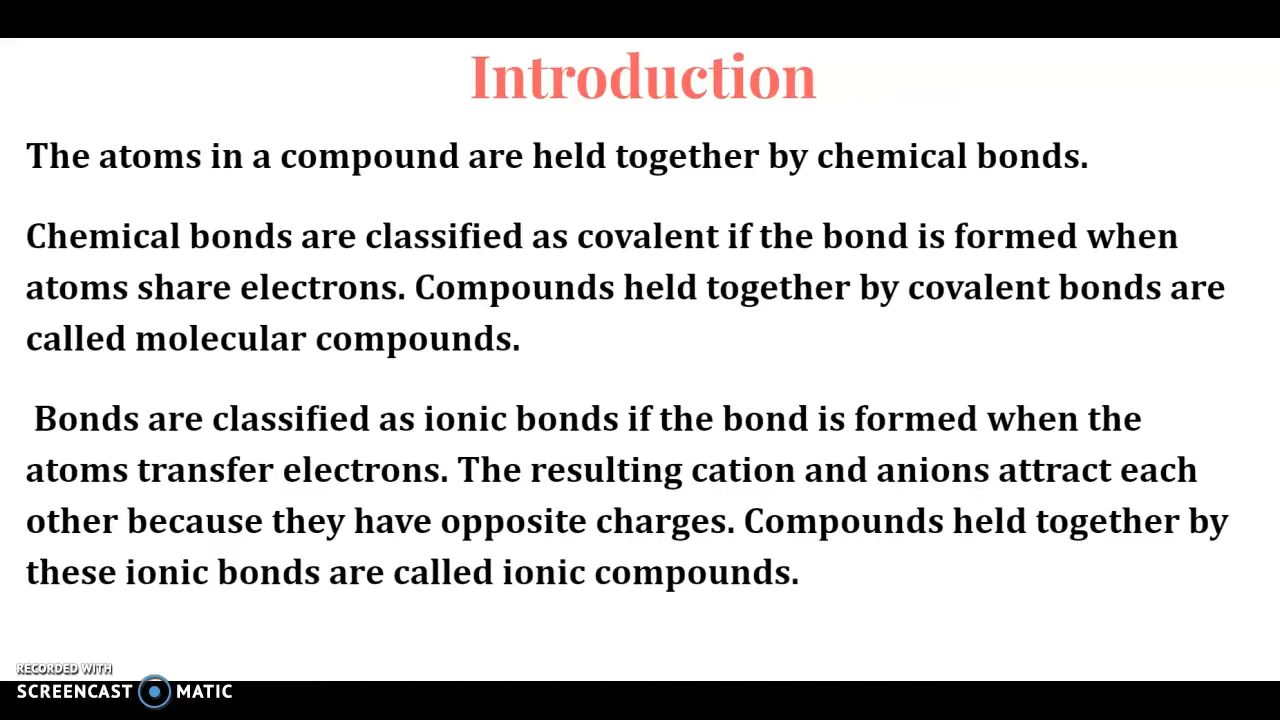 Introduction
The atoms in a compound are held together by chemical bonds.
Chemical bonds are classified as covalent if the bond is formed when
atoms share electrons. Compounds held together by covalent bonds are
called molecular compounds.
Bonds are classified as ionic bonds if the bond is formed when the
atoms transfer electrons. The resulting cation and anions attract each
other because they have opposite charges. Compounds held together by
these ionic bonds are called ionic compounds.
RECORDED WITH
SCREENCAST MATIC